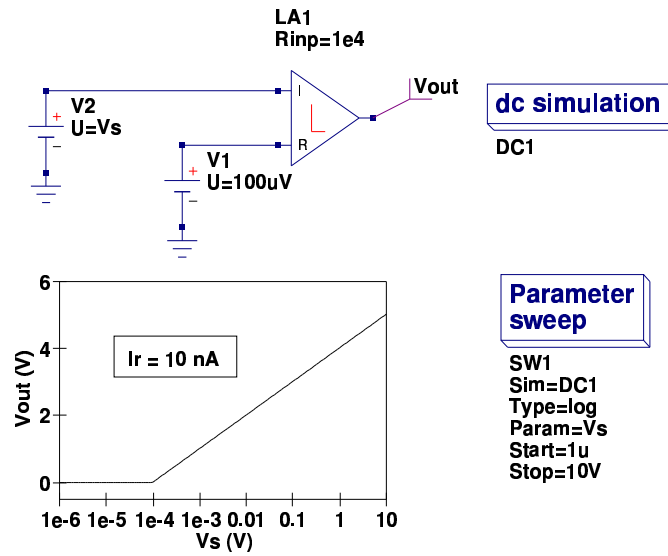 LA1
Rinp=1e4
V2
U=Vs
+
−
I
R
L
Vout
V1
U=100uV
+
−
dc simulation
DC1
6
4
2
0
Vout (V)
Ir = 10 nA
1e-6 1e-5 1e-4 1e-3 0.01 0.1 1 10
Vs (V)
Parameter
sweep
SW1
Sim=DC1
Type=log
Param=Vs
Start=1u
Stop=10V